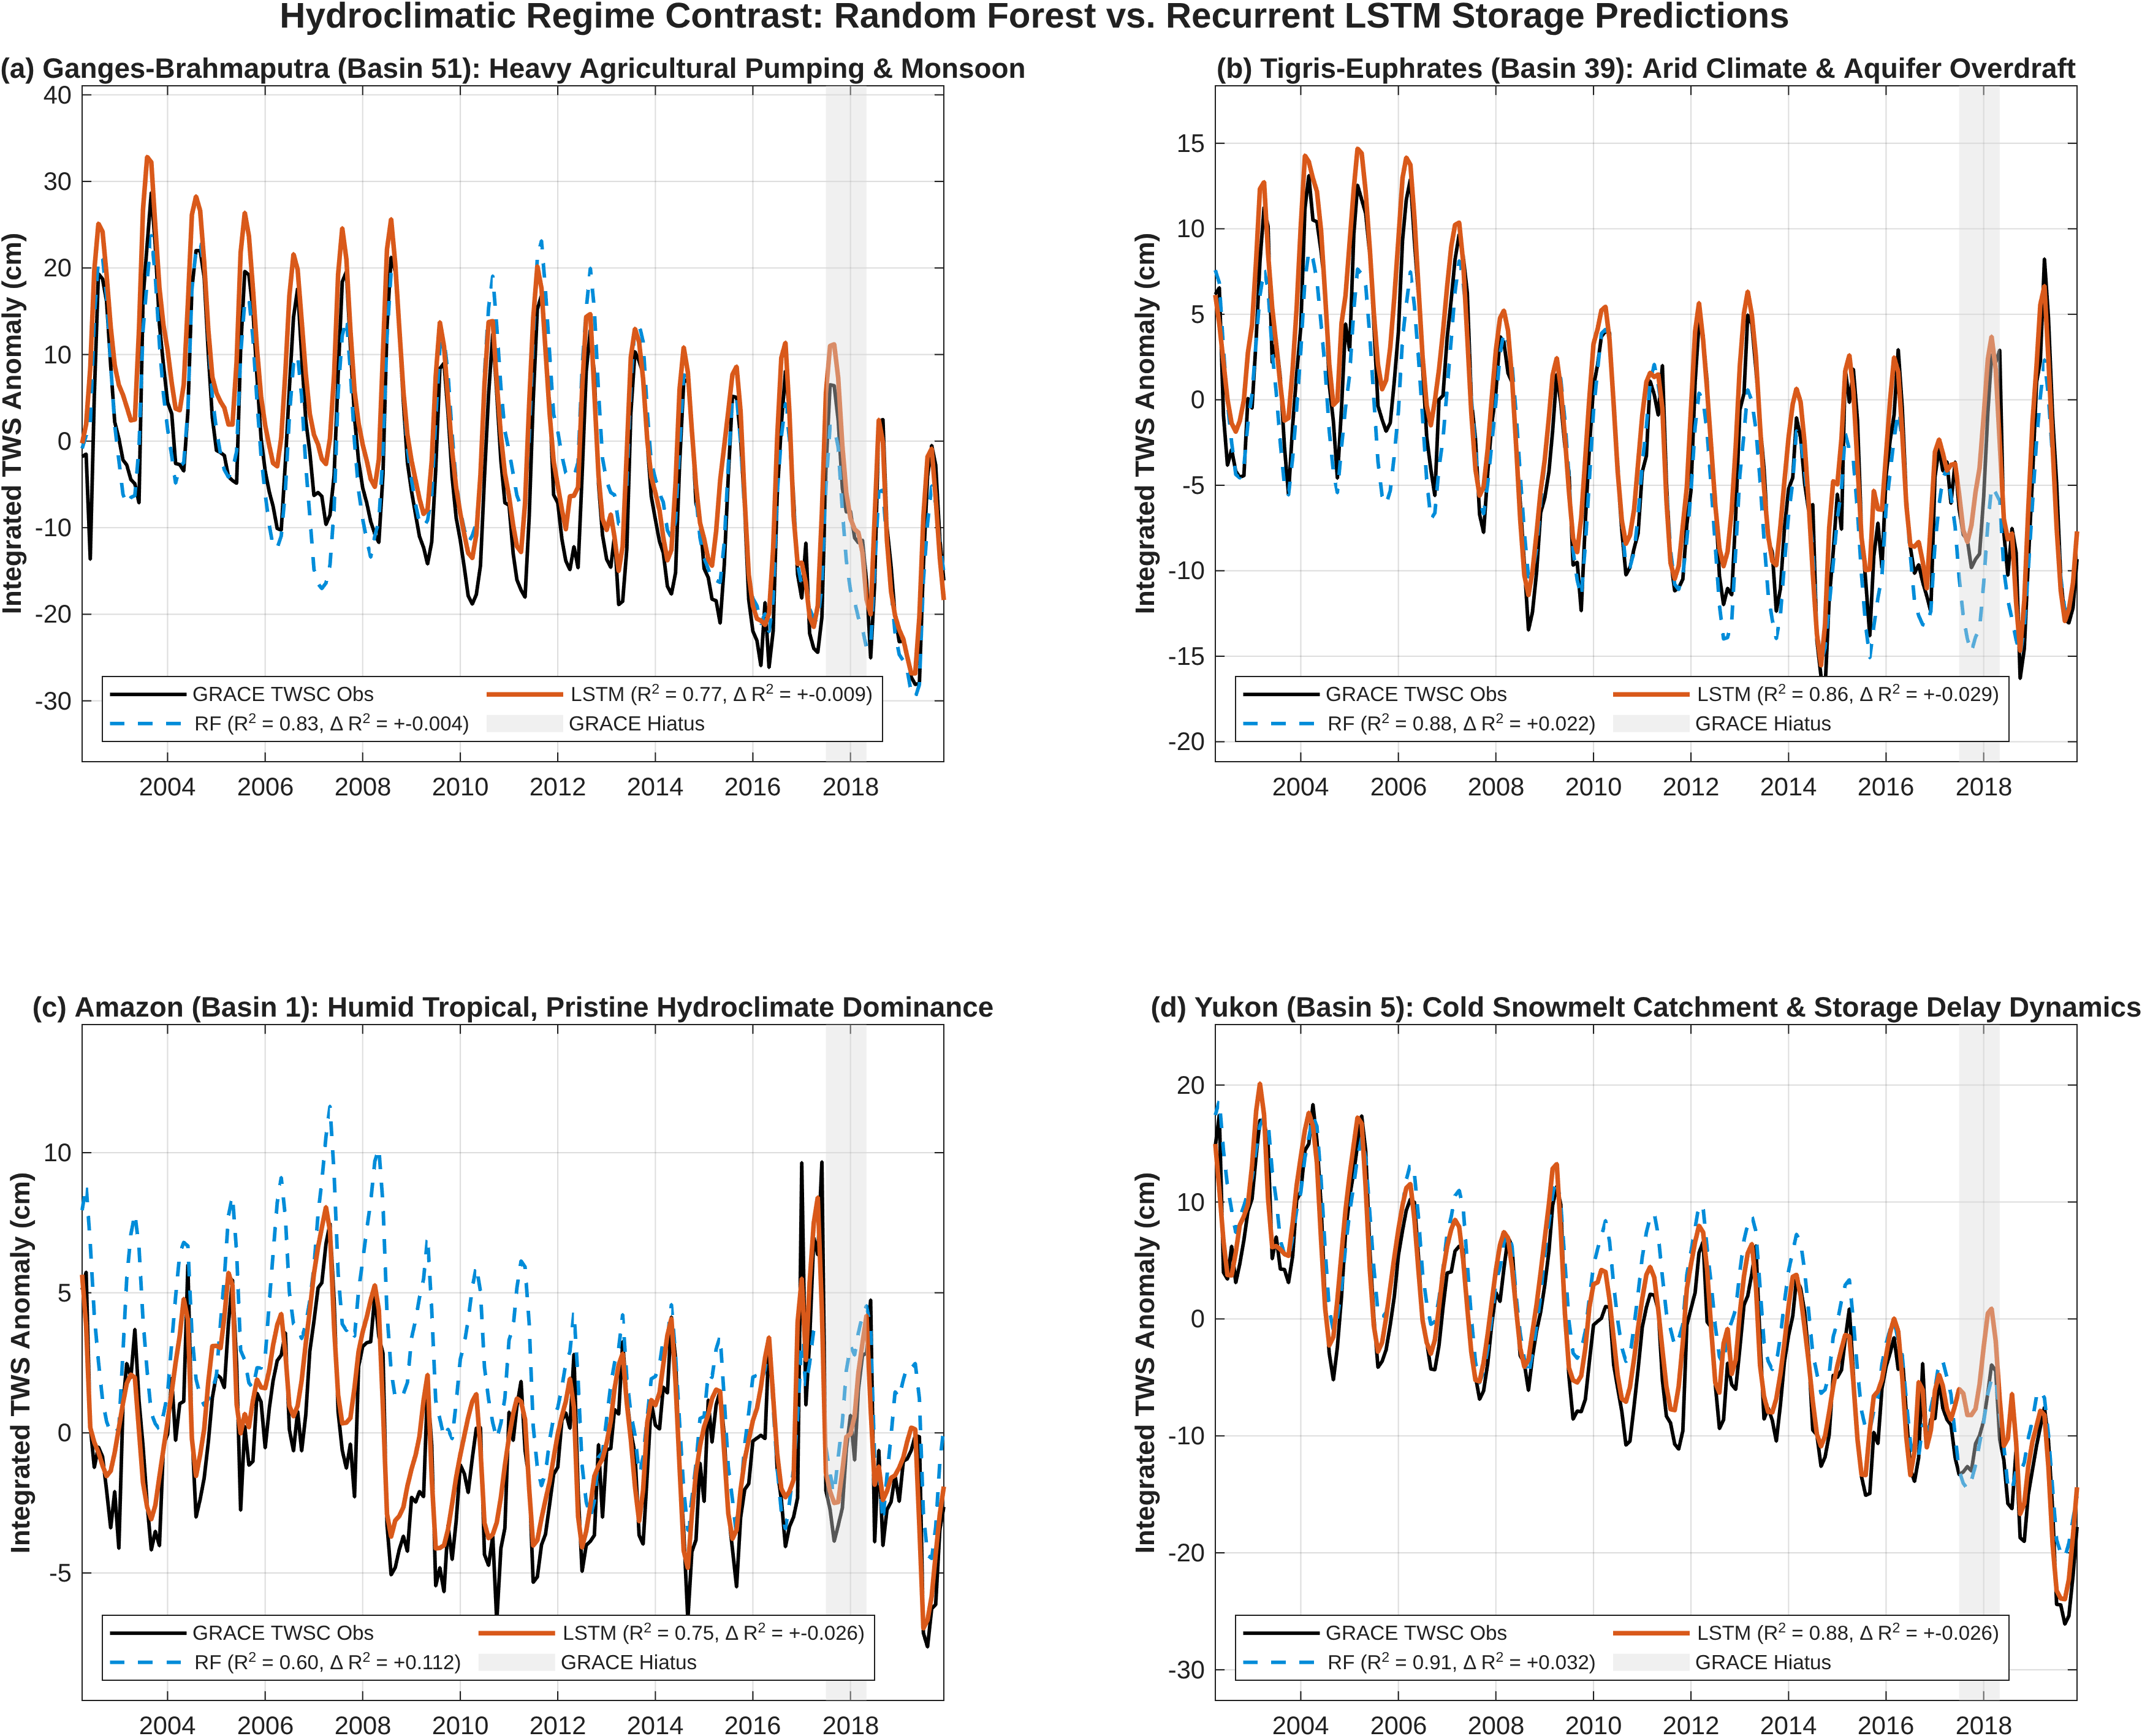 Hydroclimatic Regime Contrast: Random Forest vs. Recurrent LSTM Storage Predictions
(a) Ganges-Brahmaputra (Basin 51): Heavy Agricultural Pumping & Monsoon
Integrated TWS Anomaly (cm)
40
30
20
10
0
-10
-20
-30
GRACE TWSC Obs
LSTM (R² = 0.77, Δ R² = +-0.009)
RF (R² = 0.83, Δ R² = +-0.004)
GRACE Hiatus
2004 2006 2008 2010 2012 2014 2016 2018
(b) Tigris-Euphrates (Basin 39): Arid Climate & Aquifer Overdraft
Integrated TWS Anomaly (cm)
15
10
5
0
-5
-10
-15
-20
GRACE TWSC Obs
LSTM (R² = 0.86, Δ R² = +-0.029)
RF (R² = 0.88, Δ R² = +0.022)
GRACE Hiatus
2004 2006 2008 2010 2012 2014 2016 2018
(c) Amazon (Basin 1): Humid Tropical, Pristine Hydroclimate Dominance
Integrated TWS Anomaly (cm)
10
5
0
-5
GRACE TWSC Obs
LSTM (R² = 0.75, Δ R² = +-0.026)
RF (R² = 0.60, Δ R² = +0.112)
GRACE Hiatus
2004 2006 2008 2010 2012 2014 2016 2018
(d) Yukon (Basin 5): Cold Snowmelt Catchment & Storage Delay Dynamics
Integrated TWS Anomaly (cm)
20
10
0
-10
-20
-30
GRACE TWSC Obs
LSTM (R² = 0.88, Δ R² = +-0.026)
RF (R² = 0.91, Δ R² = +0.032)
GRACE Hiatus
2004 2006 2008 2010 2012 2014 2016 2018